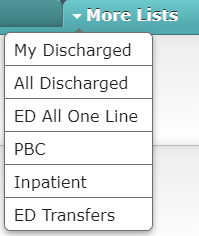 More Lists
My Discharged
All Discharged
ED All One Line
PBC
Inpatient
ED Transfers